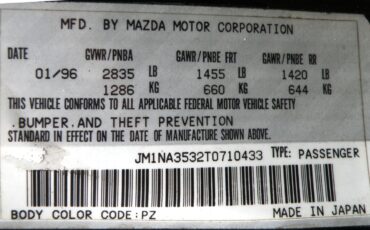 MFD. BY MAZDA MOTOR CORPORATION
DATE GVWR/PNBA GAWR/PNBE FRT GAWR/PNBE RR
01/96 2835 LB 1455 LB 1420 LB
1286 KG 660 KG 644 KG
THIS VEHICLE CONFORMS TO ALL APPLICABLE FEDERAL MOTOR VEHICLE SAFETY
.BUMPER.AND THEFT PREVENTION
STANDARD IN EFFECT ON THE DATE OF MANUFACTURE SHOWN ABOVE.
JM1NA3532T0710433 TYPE: PASSENGER
BODY COLOR CODE:PZ MADE IN JAPAN